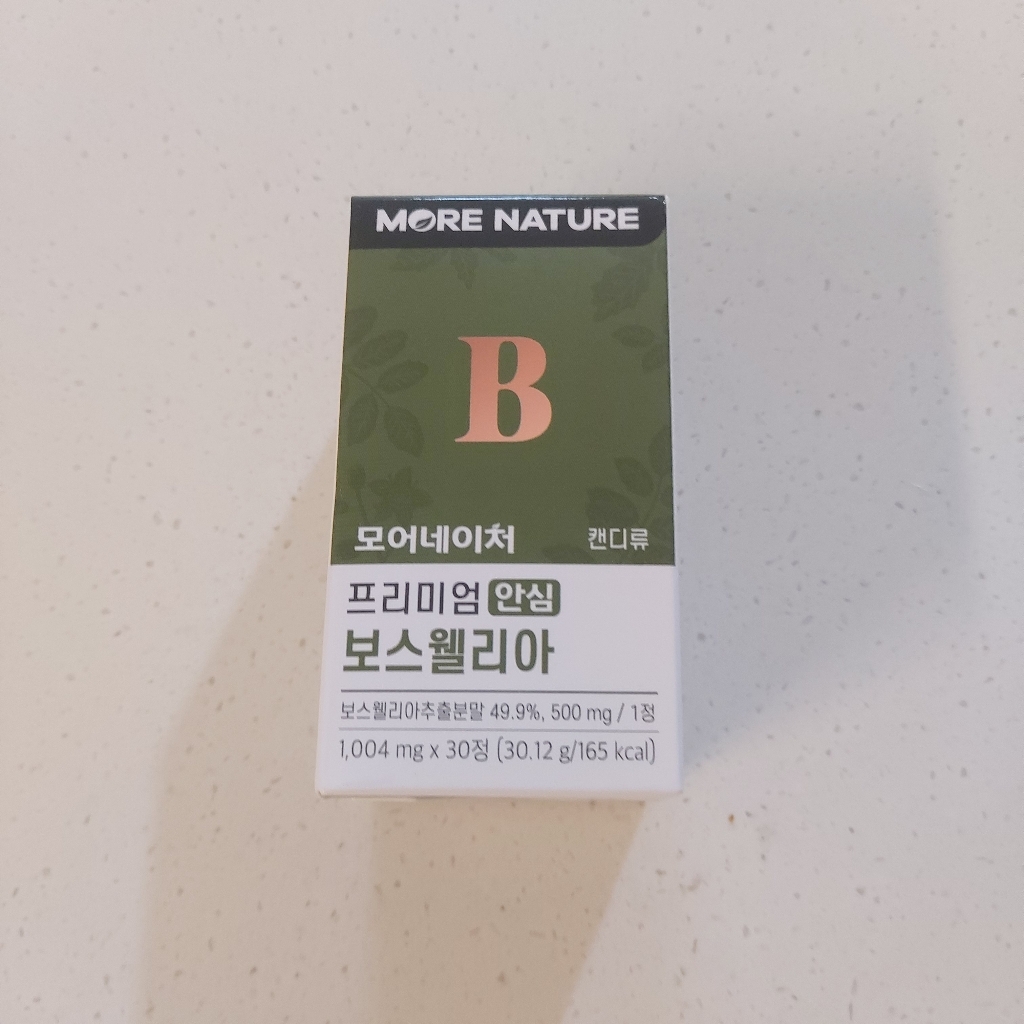 MORE NATURE
B
모어네이처 캔디류
프리미엄 안심
보스웰리아
보스웰리아추출분말 49.9%, 500 mg / 1정
1,004 mg x 30정 (30.12 g/165 kcal)